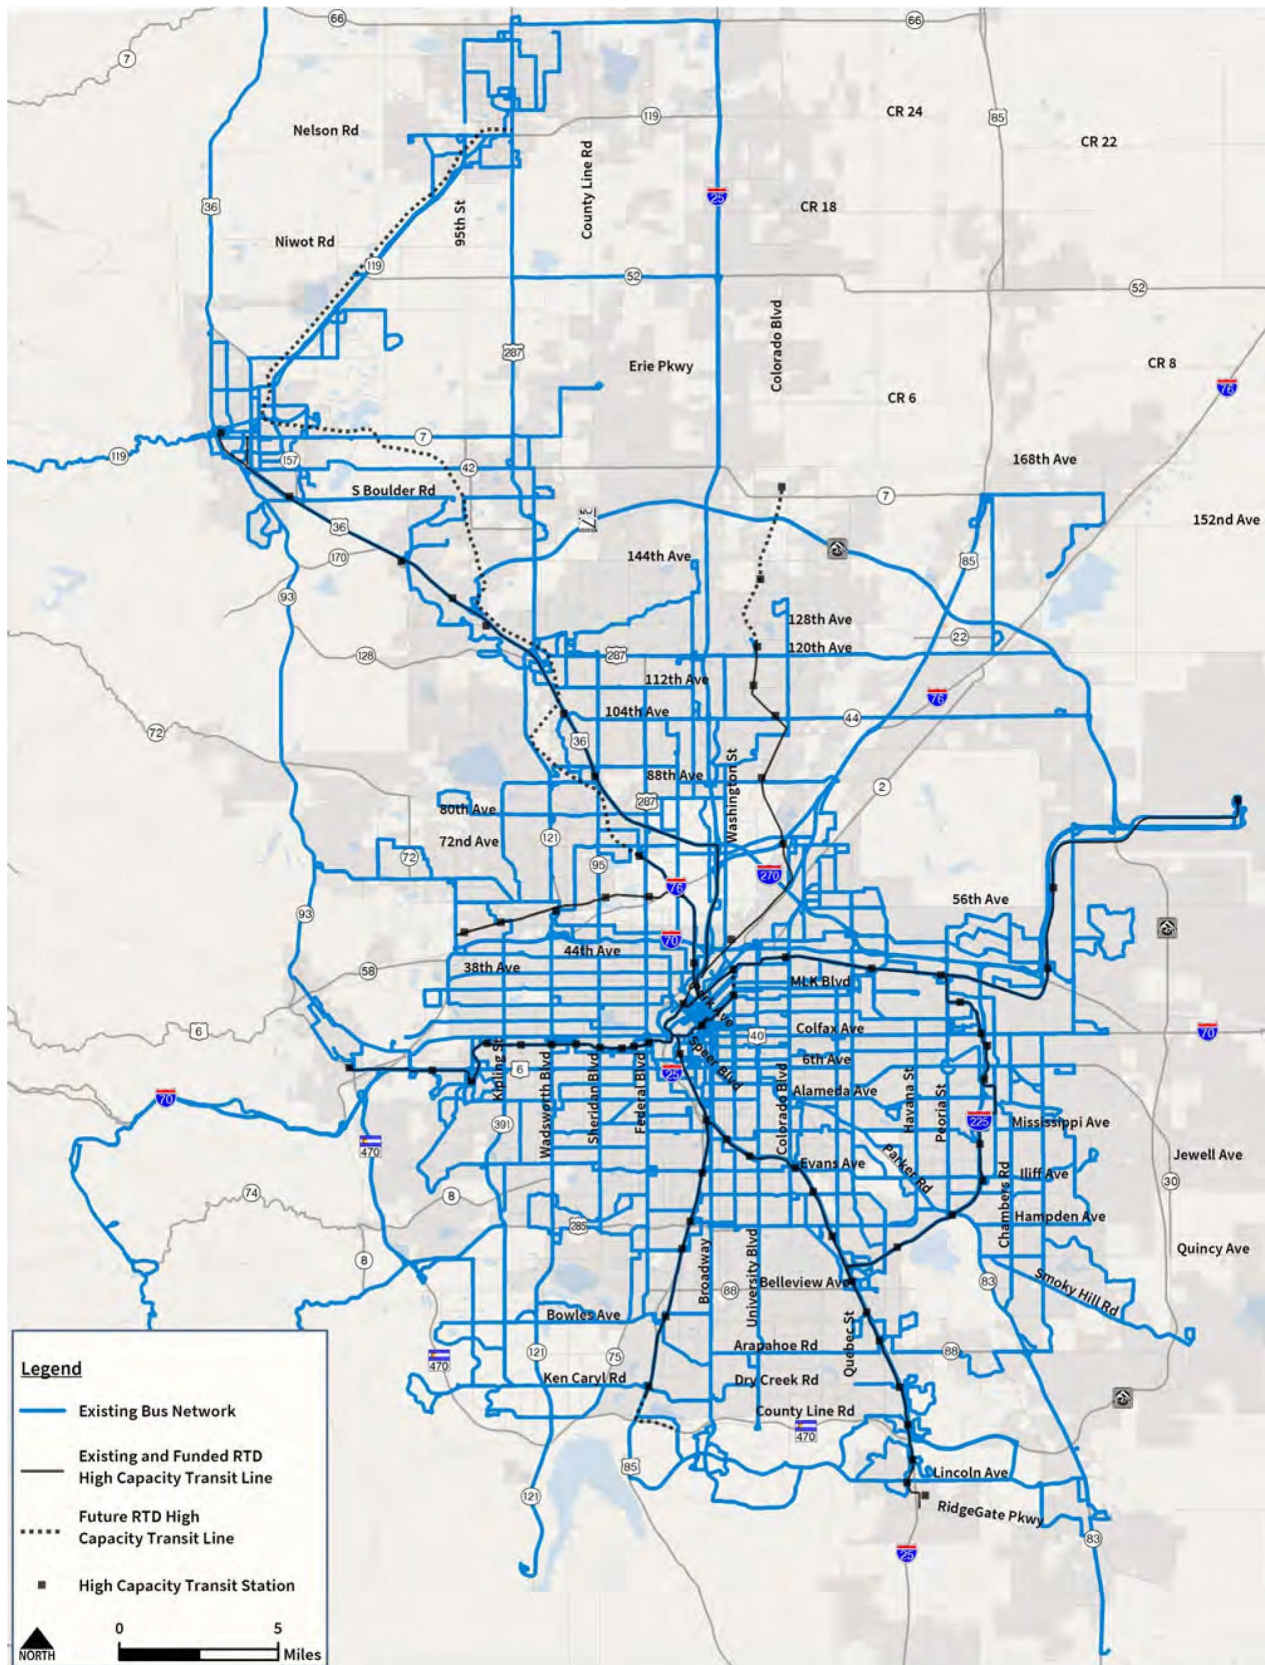 66
66
7
Nelson Rd
119
CR 24
85
CR 22
County Line Rd
25
36
95th St
CR 18
Niwot Rd
119
52
52
Colorado Blvd
287
Erie Pkwy
CR 8
76
CR 6
7
119
157
42
168th Ave
S Boulder Rd
7
36
152nd Ave
144th Ave
170
85
93
128th Ave
22
120th Ave
128
287
112th Ave
76
104th Ave
44
72
36
Washington St
88th Ave
2
287
80th Ave
72nd Ave
121
72
95
270
76
56th Ave
93
70
44th Ave
38th Ave
58
MLK Blvd
Park Ave
6
40
Colfax Ave
70
Speer Blvd
6th Ave
Kipling St
6
25
Wadsworth Blvd
Sheridan Blvd
Federal Blvd
Colorado Blvd
Alameda Ave
Havana St
Peoria St
70
391
225
Mississippi Ave
470
Evans Ave
Parker Rd
Chambers Rd
Iliff Ave
Jewell Ave
30
74
8
285
Hampden Ave
8
Broadway
University Blvd
Quincy Ave
Belleview Ave
83
Smoky Hill Rd
88
Bowles Ave
Quebec St
Arapahoe Rd
88
121
75
470
Ken Caryl Rd
Dry Creek Rd
County Line Rd
470
85
Lincoln Ave
121
RidgeGate Pkwy
83
25
Legend
Existing Bus Network
Existing and Funded RTD
High Capacity Transit Line
Future RTD High
Capacity Transit Line
High Capacity Transit Station
0 5
Miles
NORTH